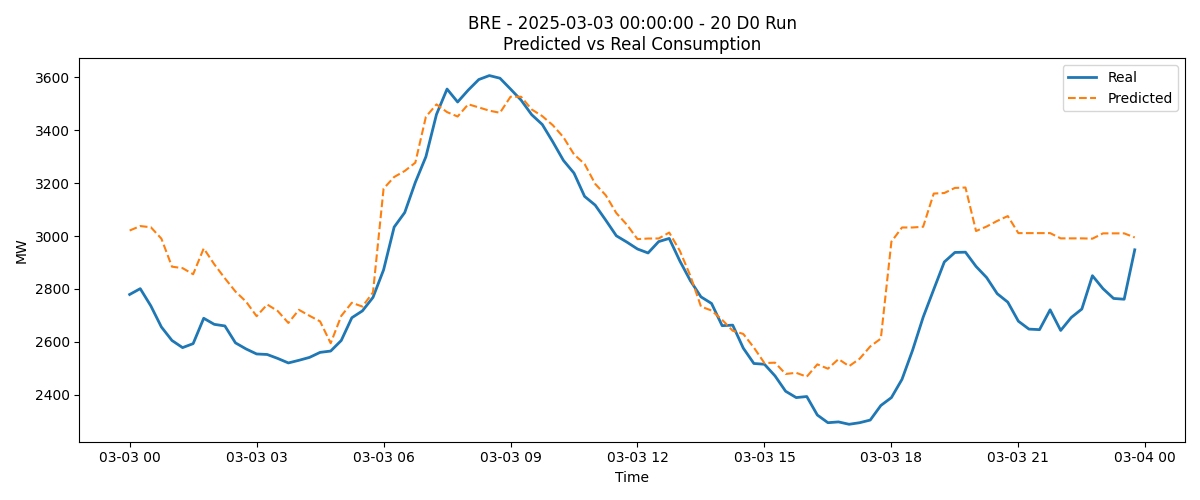 BRE - 2025-03-03 00:00:00 - 20 D0 Run
Predicted vs Real Consumption
MW
3600
3400
3200
3000
2800
2600
2400
Real
Predicted
03-03 00
03-03 03
03-03 06
03-03 09
03-03 12
03-03 15
03-03 18
03-03 21
03-04 00
Time